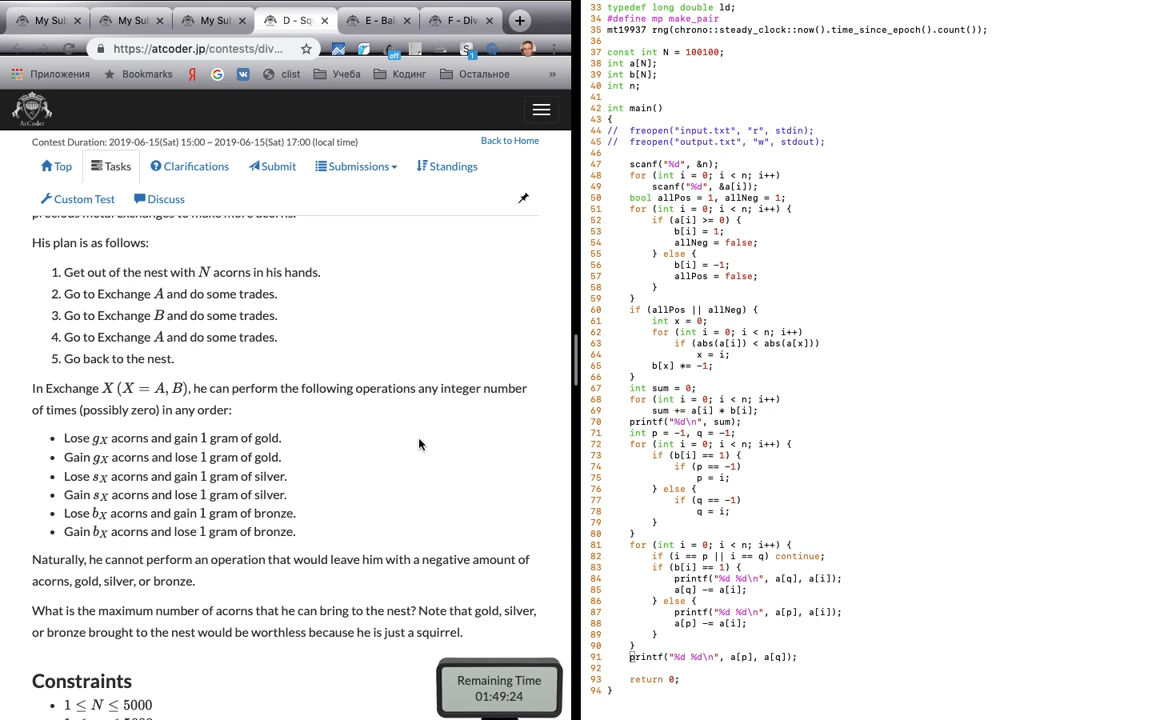 My Sub
My Sub
My Sub
D - Sq
E - Bal
F - Div
https://atcoder.jp/contests/div...
off
1
Приложения
Bookmarks
clist
Учеба
Кодинг
Остальное
»
AtCoder
Contest Duration: 2019-06-15(Sat) 15:00 ~ 2019-06-15(Sat) 17:00 (local time)
Back to Home
Top
Tasks
Clarifications
Submit
Submissions
Standings
Custom Test
Discuss
precious metal exchanges to make more acorns.
His plan is as follows:
1. Get out of the nest with N acorns in his hands.
2. Go to Exchange A and do some trades.
3. Go to Exchange B and do some trades.
4. Go to Exchange A and do some trades.
5. Go back to the nest.
In Exchange X (X = A, B), he can perform the following operations any integer number
of times (possibly zero) in any order:
• Lose gX acorns and gain 1 gram of gold.
• Gain gX acorns and lose 1 gram of gold.
• Lose sX acorns and gain 1 gram of silver.
• Gain sX acorns and lose 1 gram of silver.
• Lose bX acorns and gain 1 gram of bronze.
• Gain bX acorns and lose 1 gram of bronze.
Naturally, he cannot perform an operation that would leave him with a negative amount of
acorns, gold, silver, or bronze.
What is the maximum number of acorns that he can bring to the nest? Note that gold, silver,
or bronze brought to the nest would be worthless because he is just a squirrel.
Constraints
• 1 ≤ N ≤ 5000
Remaining Time
01:49:24
33 typedef long double ld;
34 #define mp make_pair
35 mt19937 rng(chrono::steady_clock::now().time_since_epoch().count());
36
37 const int N = 100100;
38 int a[N];
39 int b[N];
40 int n;
41
42 int main()
43 {
44 //  freopen("input.txt", "r", stdin);
45 //  freopen("output.txt", "w", stdout);
46
47     scanf("%d", &n);
48     for (int i = 0; i < n; i++)
49         scanf("%d", &a[i]);
50     bool allPos = 1, allNeg = 1;
51     for (int i = 0; i < n; i++) {
52         if (a[i] >= 0) {
53             b[i] = 1;
54             allNeg = false;
55         } else {
56             b[i] = -1;
57             allPos = false;
58         }
59     }
60     if (allPos || allNeg) {
61         int x = 0;
62         for (int i = 0; i < n; i++)
63             if (abs(a[i]) < abs(a[x]))
64                 x = i;
65         b[x] *= -1;
66     }
67     int sum = 0;
68     for (int i = 0; i < n; i++)
69         sum += a[i] * b[i];
70     printf("%d\n", sum);
71     int p = -1, q = -1;
72     for (int i = 0; i < n; i++) {
73         if (b[i] == 1) {
74             if (p == -1)
75                 p = i;
76         } else {
77             if (q == -1)
78                 q = i;
79         }
80     }
81     for (int i = 0; i < n; i++) {
82         if (i == p || i == q) continue;
83         if (b[i] == 1) {
84             printf("%d %d\n", a[q], a[i]);
85             a[q] -= a[i];
86         } else {
87             printf("%d %d\n", a[p], a[i]);
88             a[p] -= a[i];
89         }
90     }
91     printf("%d %d\n", a[p], a[q]);
92
93     return 0;
94 }